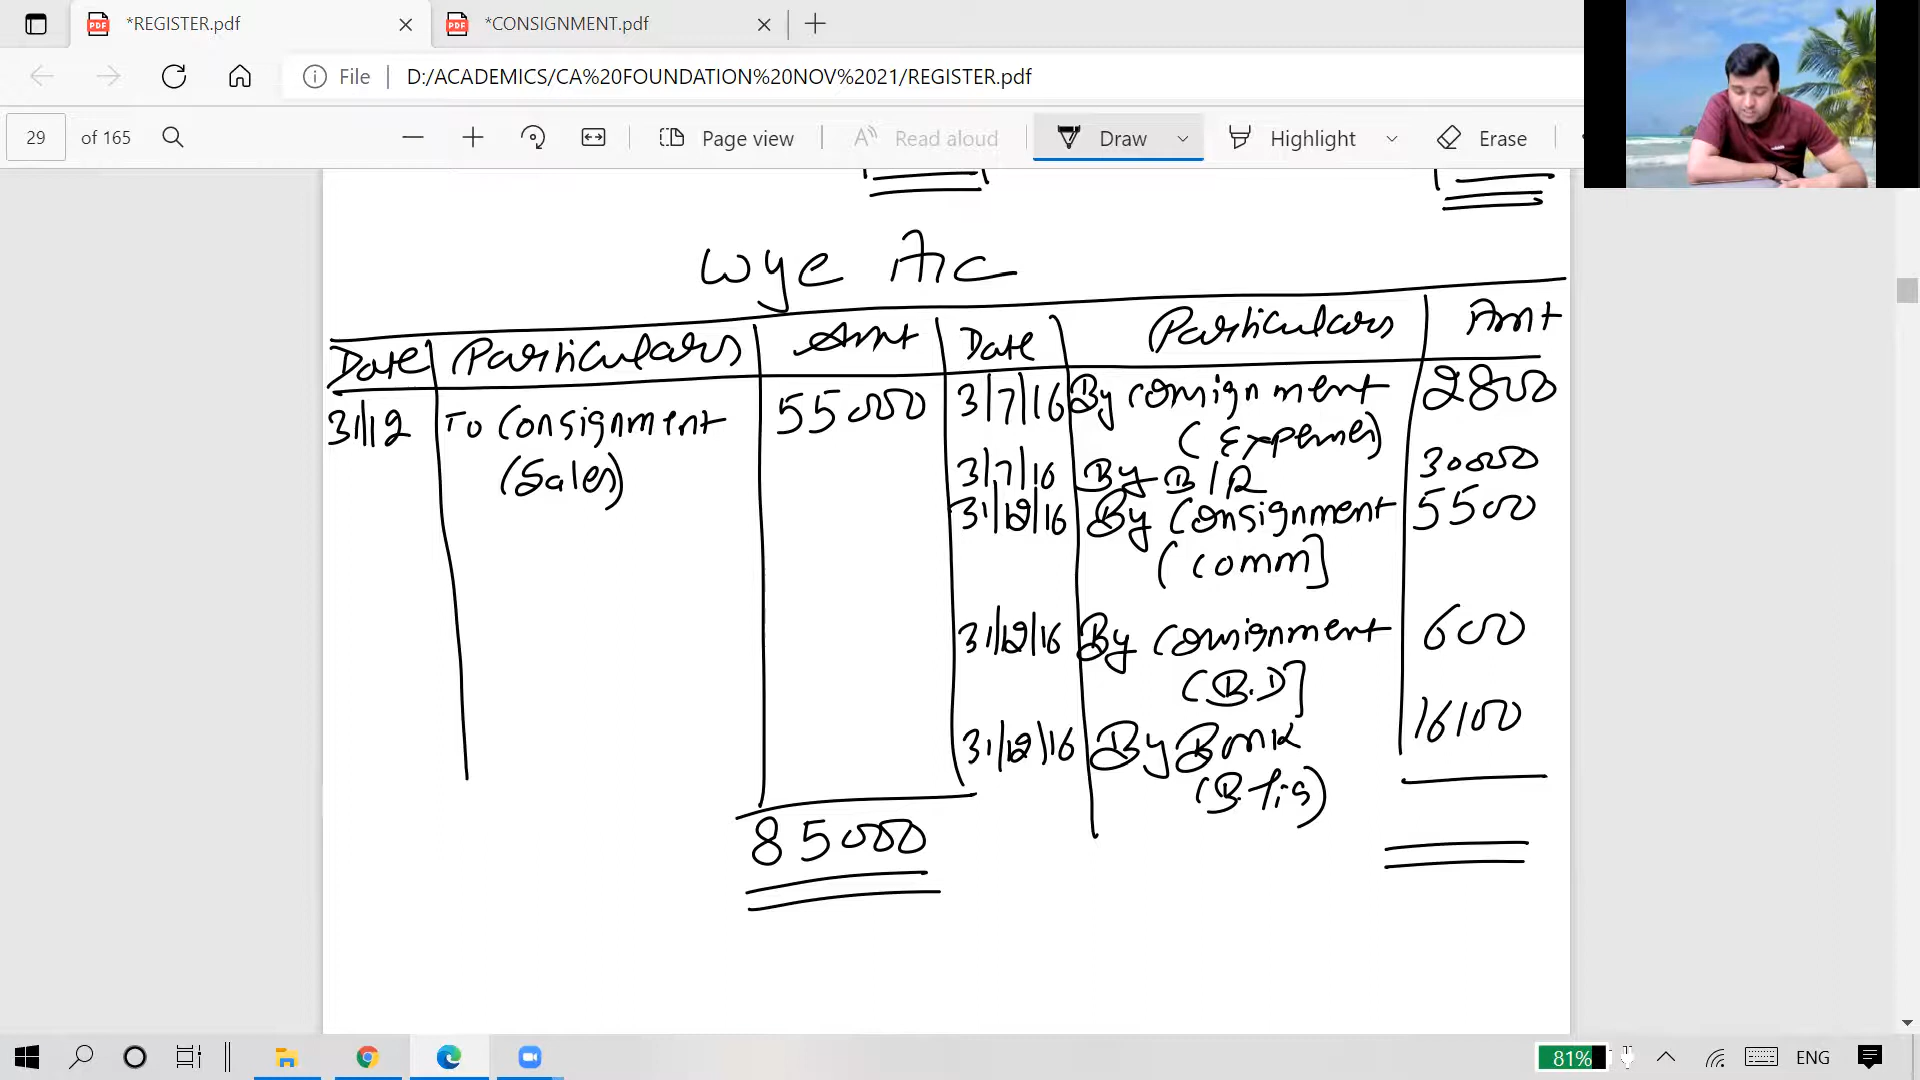 *REGISTER.pdf
*CONSIGNMENT.pdf
File D:/ACADEMICS/CA%20FOUNDATION%20NOV%2021/REGISTER.pdf
29 of 165 Page view Read aloud Draw Highlight Erase
Wye A/c
Date Particulars Amt Date Particulars Amt
31/12 To Consignment 55000 3/7/16 By consignment 2800
(Sales) (Expenses)
3/7/16 By B/R 30000
31/12/16 By Consignment 5500
(comm]
31/12/16 By consignment 600
(B.D]
31/12/16 By Bank 16100
(B.fig)
85000
81% ENG